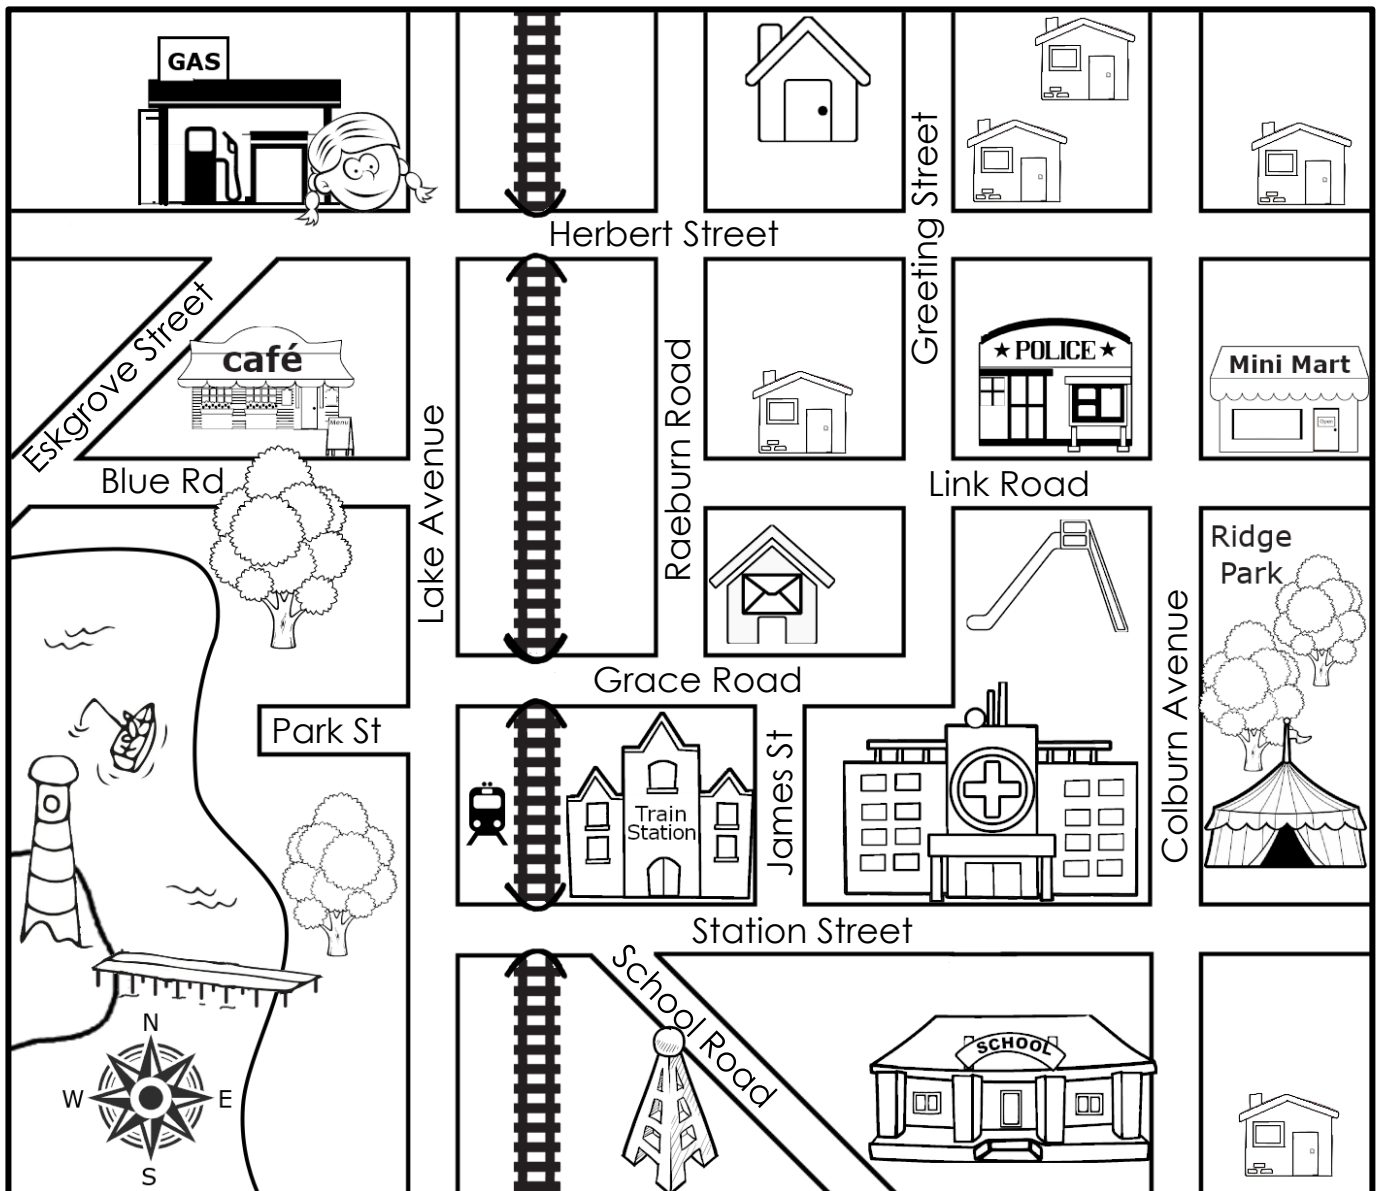 GAS
Herbert Street
Greeting Street
Eskgrove Street
café
Menu
★POLICE★
Mini Mart
Open
Blue Rd
Lake Avenue
Raeburn Road
Link Road
Ridge
Park
Grace Road
Park St
Train
Station
James St
Colburn Avenue
Station Street
School Road
SCHOOL
N
W
E
S